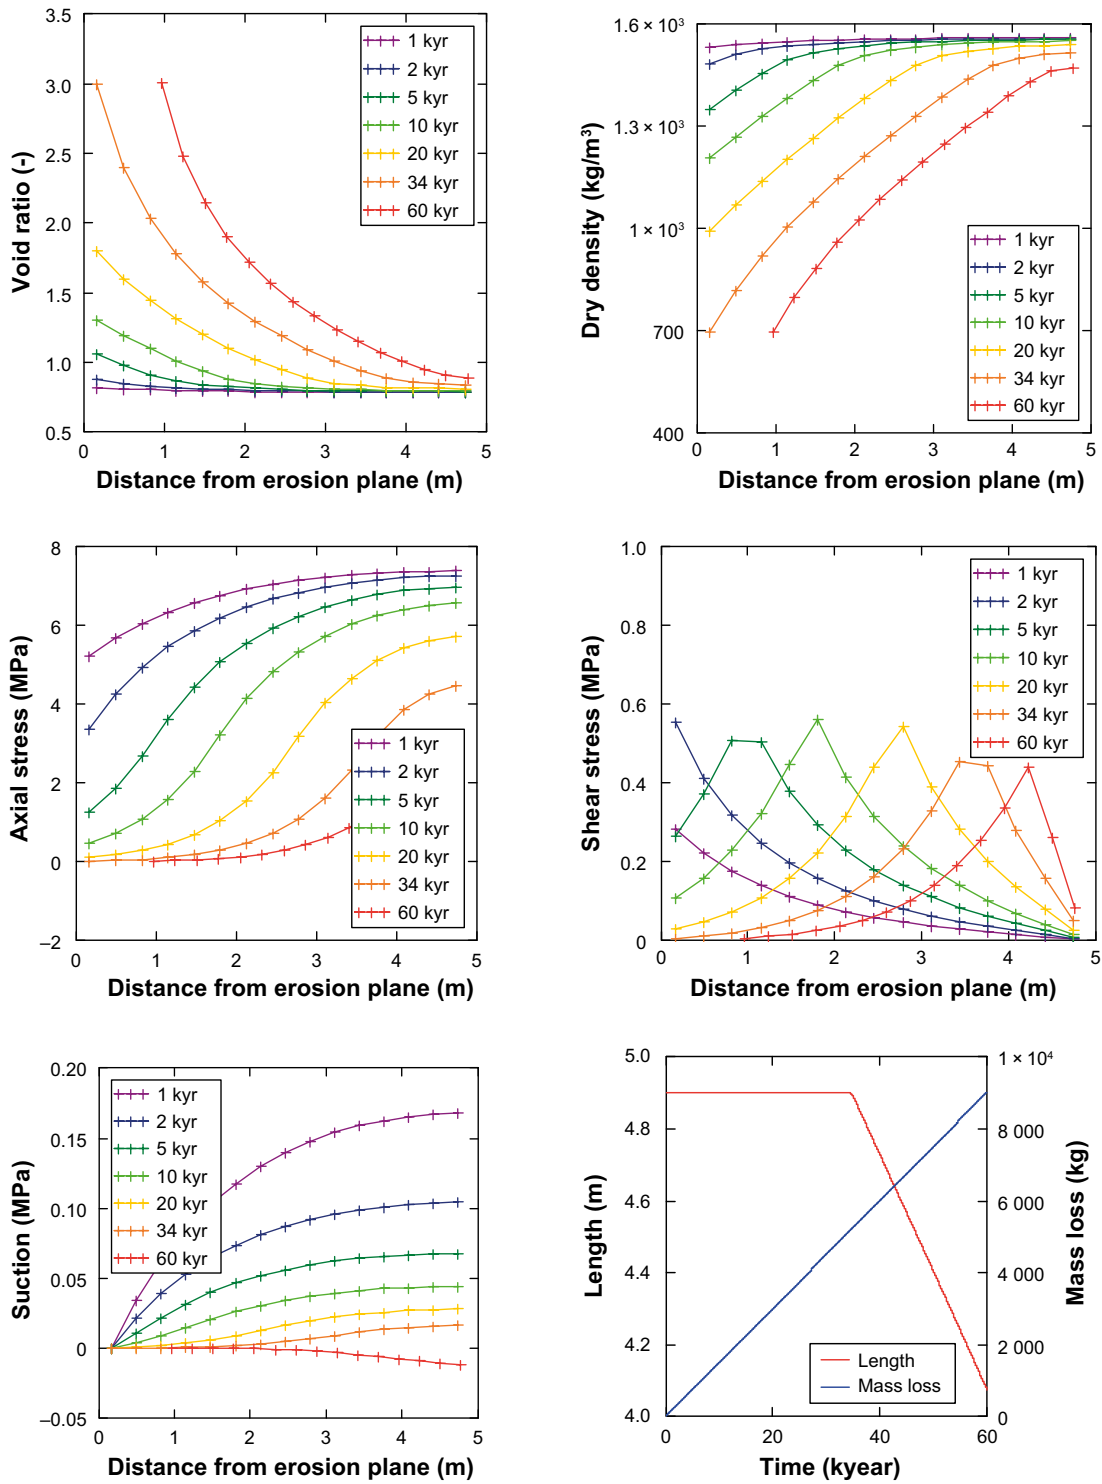 3.5
3.0
2.5
2.0
1.5
1.0
0.5
Void ratio (-)
1 kyr
2 kyr
5 kyr
10 kyr
20 kyr
34 kyr
60 kyr
0 1 2 3 4 5
Distance from erosion plane (m)
1.6 × 10³
1.3 × 10³
1 × 10³
700
400
Dry density (kg/m³)
1 kyr
2 kyr
5 kyr
10 kyr
20 kyr
34 kyr
60 kyr
0 1 2 3 4 5
Distance from erosion plane (m)
8
6
4
2
0
–2
Axial stress (MPa)
1 kyr
2 kyr
5 kyr
10 kyr
20 kyr
34 kyr
60 kyr
0 1 2 3 4 5
Distance from erosion plane (m)
1.0
0.8
0.6
0.4
0.2
0
Shear stress (MPa)
1 kyr
2 kyr
5 kyr
10 kyr
20 kyr
34 kyr
60 kyr
0 1 2 3 4 5
Distance from erosion plane (m)
0.20
0.15
0.10
0.05
0
–0.05
Suction (MPa)
1 kyr
2 kyr
5 kyr
10 kyr
20 kyr
34 kyr
60 kyr
0 1 2 3 4 5
Distance from erosion plane (m)
5.0
4.8
4.6
4.4
4.2
4.0
Length (m)
1 × 10⁴
8 000
6 000
4 000
2 000
0
Mass loss (kg)
Length
Mass loss
0 20 40 60
Time (kyear)